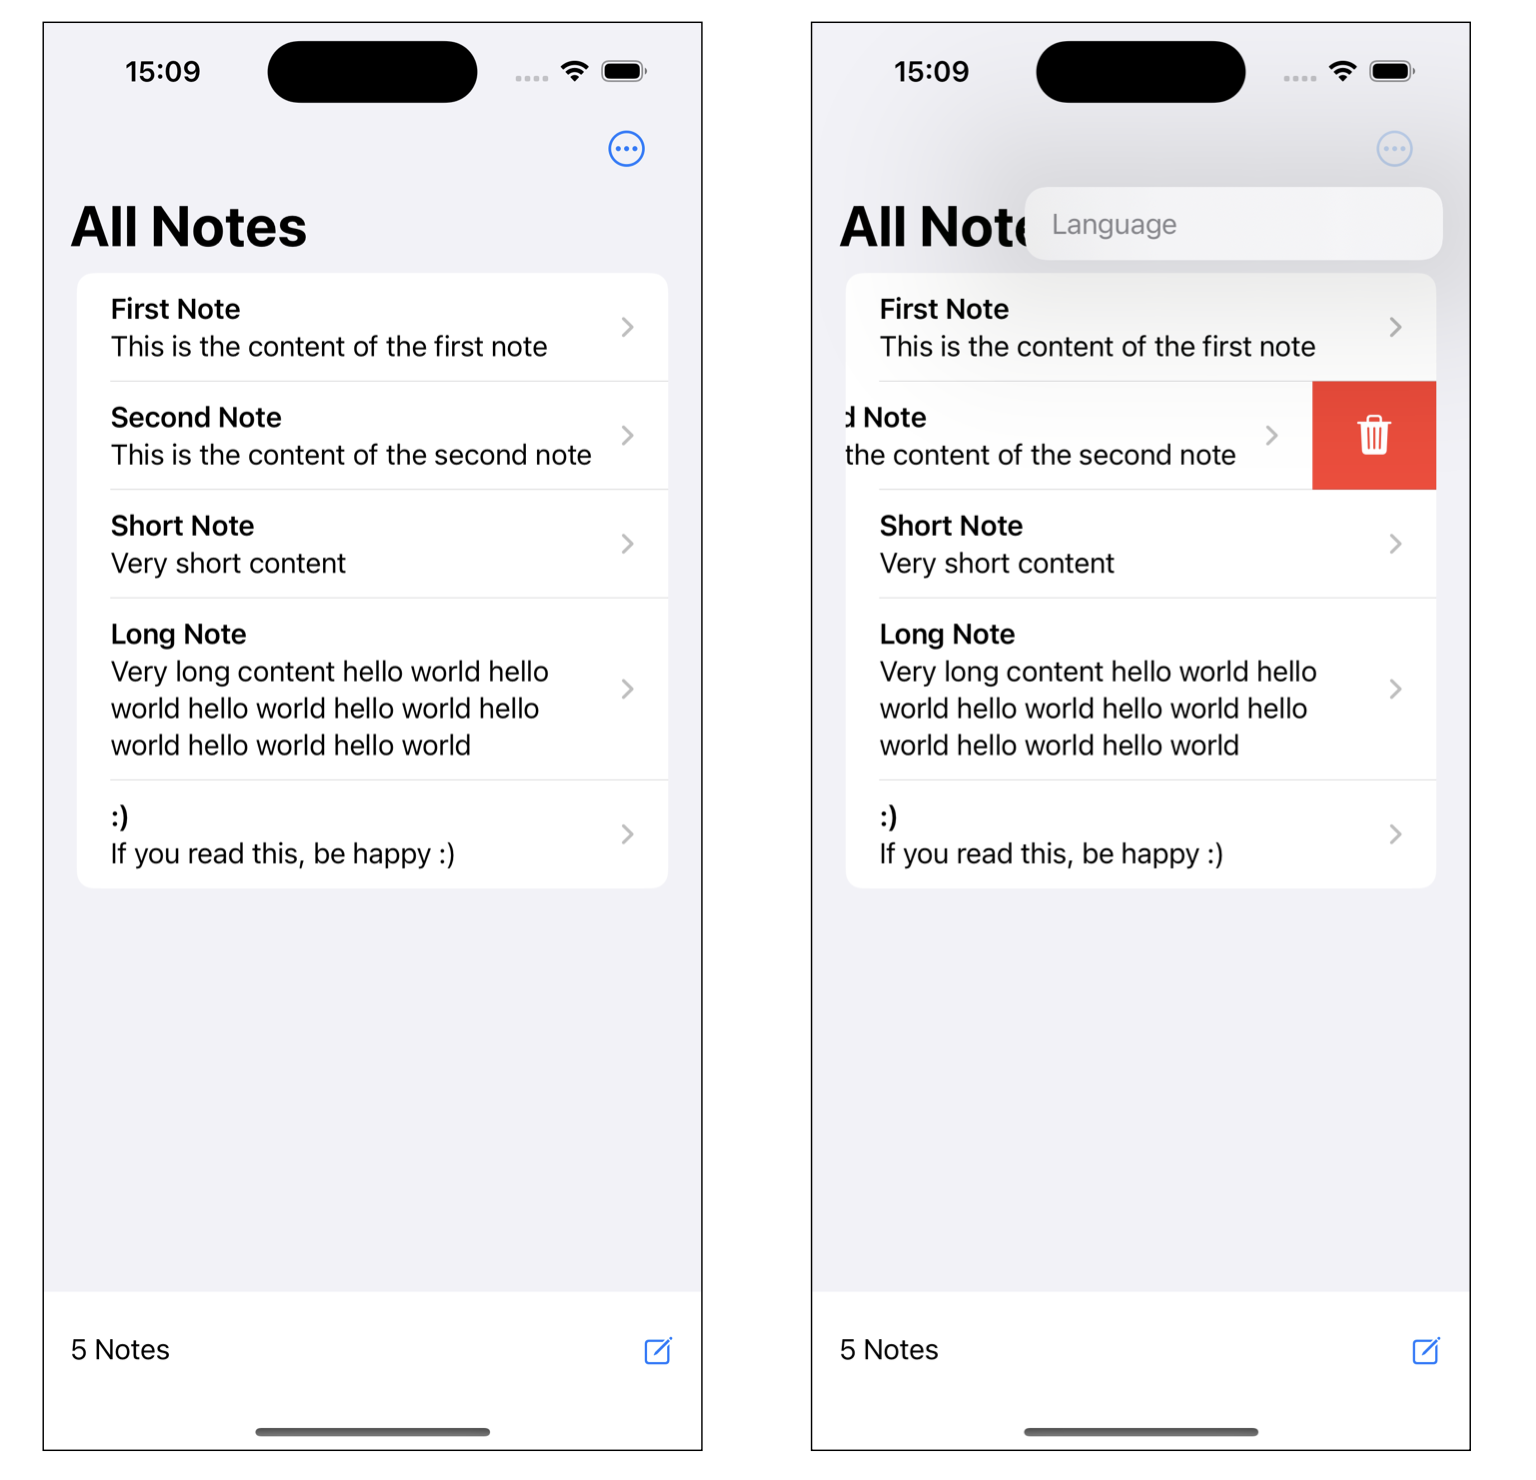 15:09
All Notes
First Note
This is the content of the first note
Second Note
This is the content of the second note
Short Note
Very short content
Long Note
Very long content hello world hello
world hello world hello world hello
world hello world hello world
:)
If you read this, be happy :)
5 Notes
15:09
All Note
Language
First Note
This is the content of the first note
d Note
the content of the second note
Short Note
Very short content
Long Note
Very long content hello world hello
world hello world hello world hello
world hello world hello world
:)
If you read this, be happy :)
5 Notes